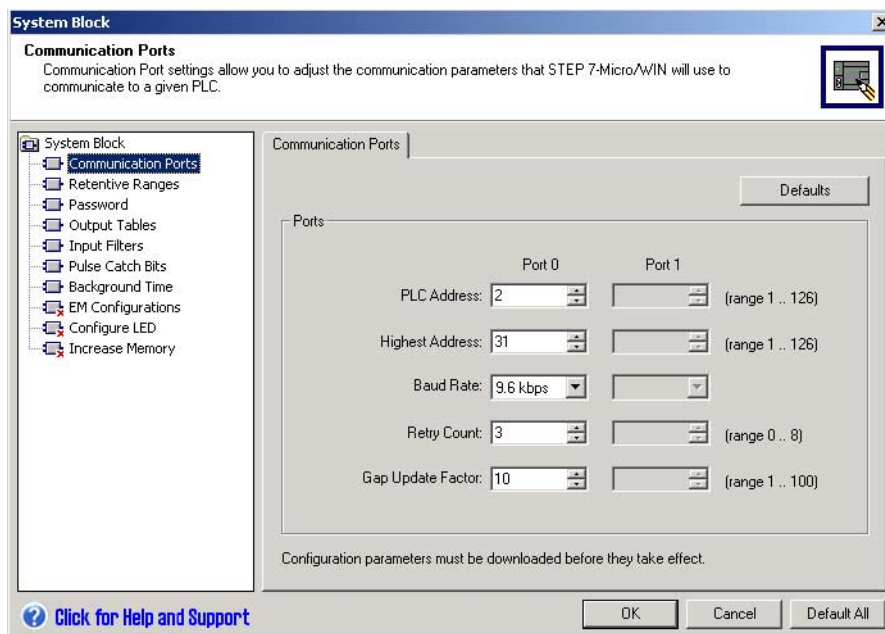 System Block
Communication Ports
Communication Port settings allow you to adjust the communication parameters that STEP 7-Micro/WIN will use to
communicate to a given PLC.
System Block
Communication Ports
Retentive Ranges
Password
Output Tables
Input Filters
Pulse Catch Bits
Background Time
EM Configurations
Configure LED
Increase Memory
Communication Ports
Defaults
Ports
Port 0 Port 1
PLC Address: 2 (range 1 .. 126)
Highest Address: 31 (range 1 .. 126)
Baud Rate: 9.6 kbps
Retry Count: 3 (range 0 .. 8)
Gap Update Factor: 10 (range 1 .. 100)
Configuration parameters must be downloaded before they take effect.
Click for Help and Support
OK Cancel Default All